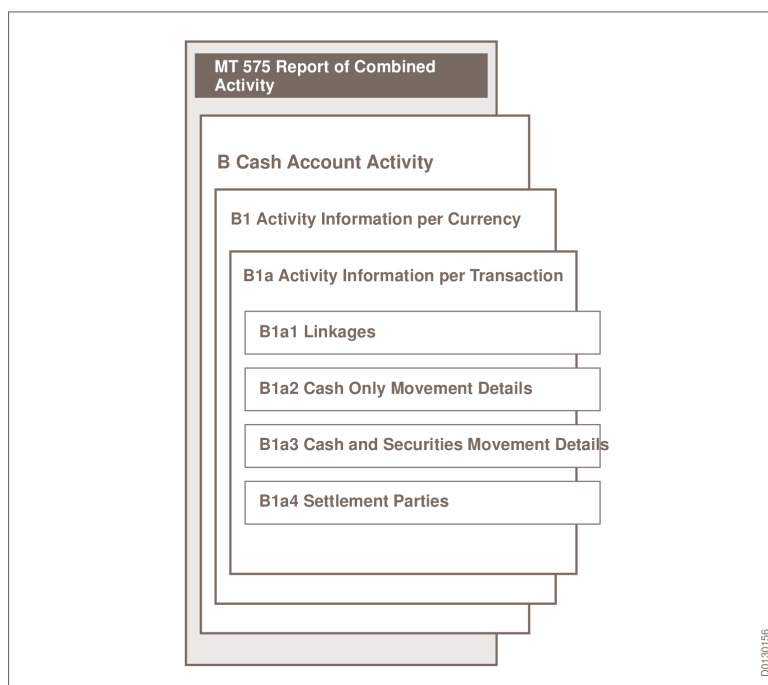 MT 575 Report of Combined
Activity
B Cash Account Activity
B1 Activity Information per Currency
B1a Activity Information per Transaction
B1a1 Linkages
B1a2 Cash Only Movement Details
B1a3 Cash and Securities Movement Details
B1a4 Settlement Parties
D0130156